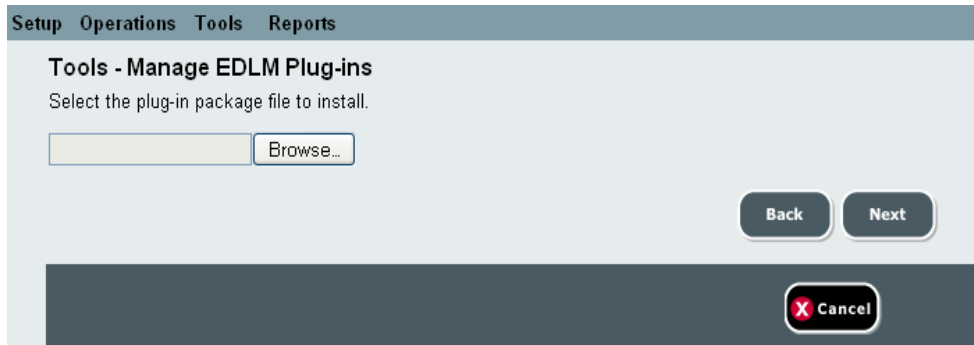 Setup Operations Tools Reports
Tools - Manage EDLM Plug-ins
Select the plug-in package file to install.
Browse...
Back Next
X Cancel